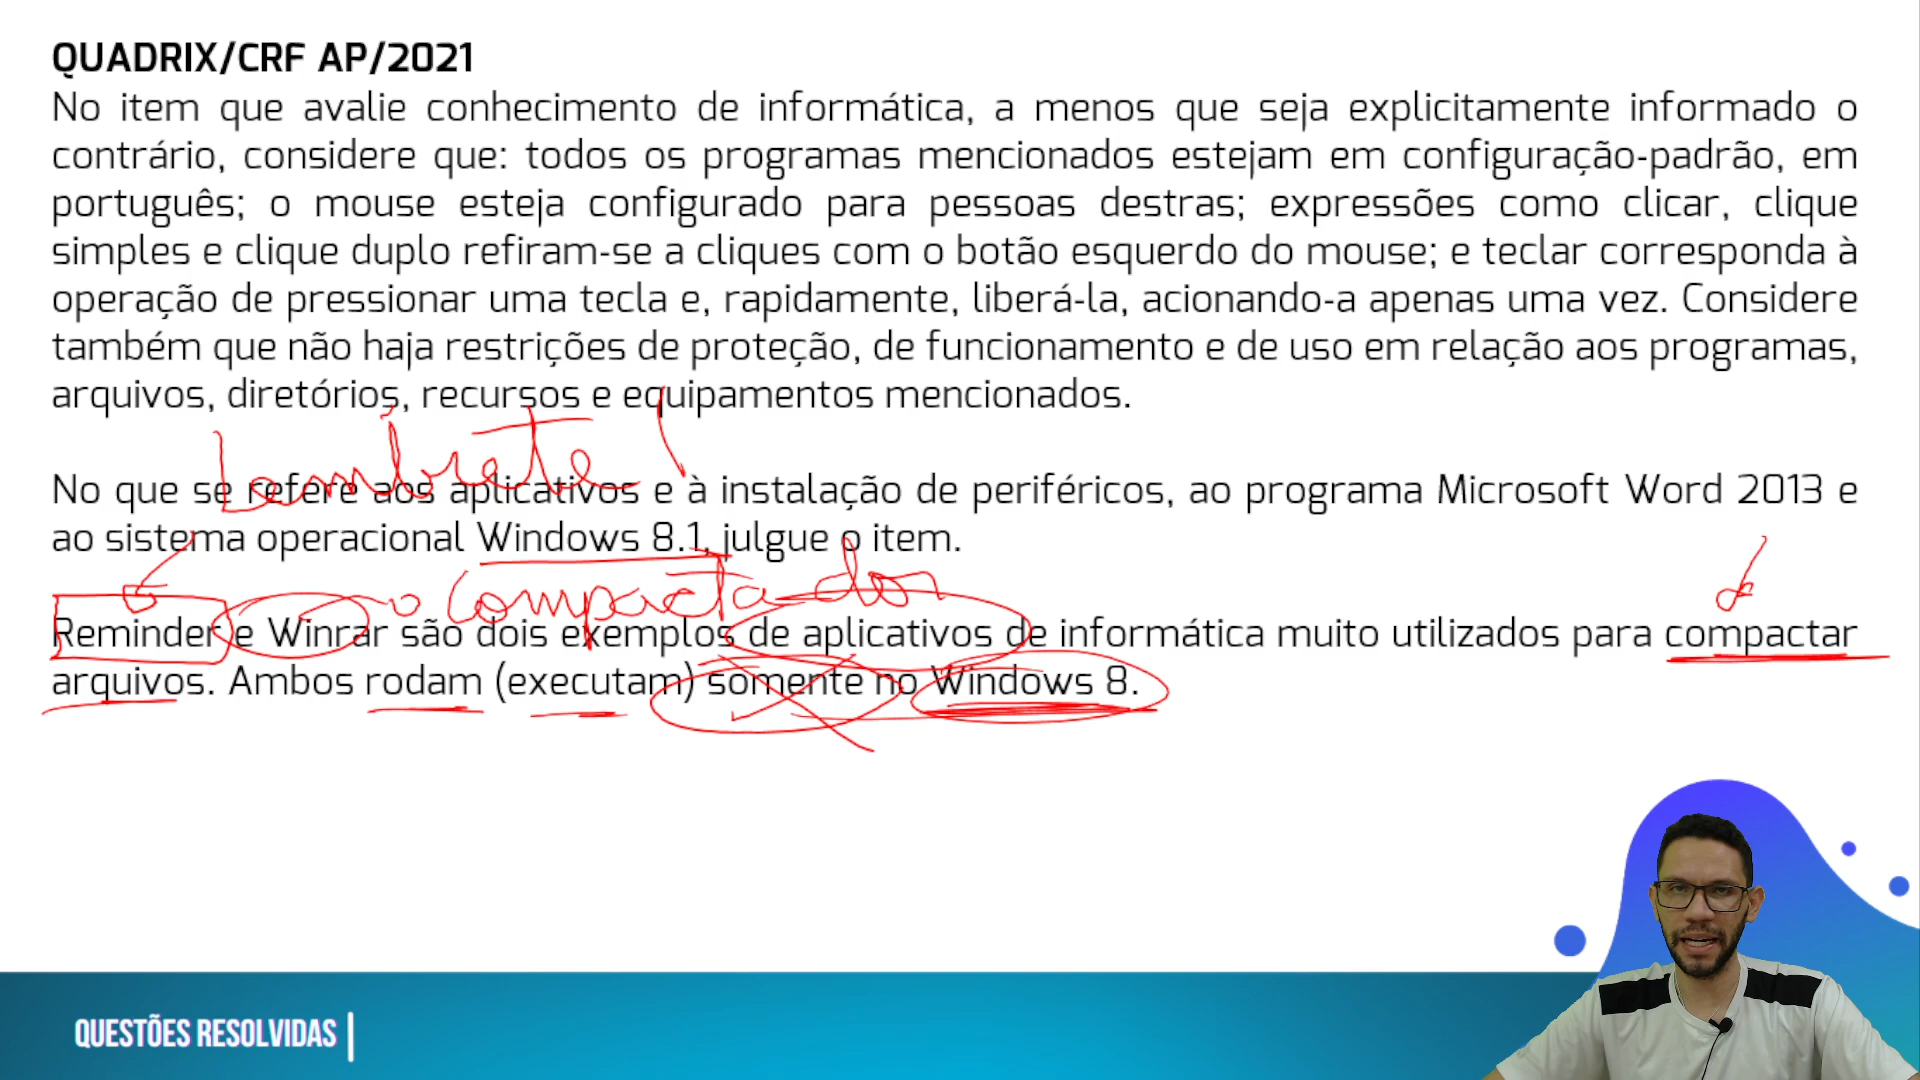 QUADRIX/CRF AP/2021
No item que avalie conhecimento de informática, a menos que seja explicitamente informado o
contrário, considere que: todos os programas mencionados estejam em configuração-padrão, em
português; o mouse esteja configurado para pessoas destras; expressões como clicar, clique
simples e clique duplo refiram-se a cliques com o botão esquerdo do mouse; e teclar corresponda à
operação de pressionar uma tecla e, rapidamente, liberá-la, acionando-a apenas uma vez. Considere
também que não haja restrições de proteção, de funcionamento e de uso em relação aos programas,
arquivos, diretórios, recursos e equipamentos mencionados.
Lembrete
No que se refere aos aplicativos e à instalação de periféricos, ao programa Microsoft Word 2013 e
ao sistema operacional Windows 8.1, julgue o item.
Compactador
Reminder e Winrar são dois exemplos de aplicativos de informática muito utilizados para compactar
arquivos. Ambos rodam (executam) somente no Windows 8.
QUESTÕES RESOLVIDAS